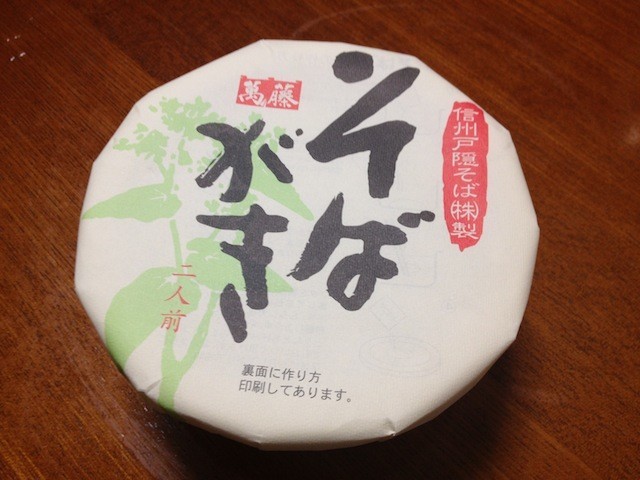 信州戸隠そば㈱製
そば
がき
萬藤
二人前
裏面に作り方
印刷してあります。